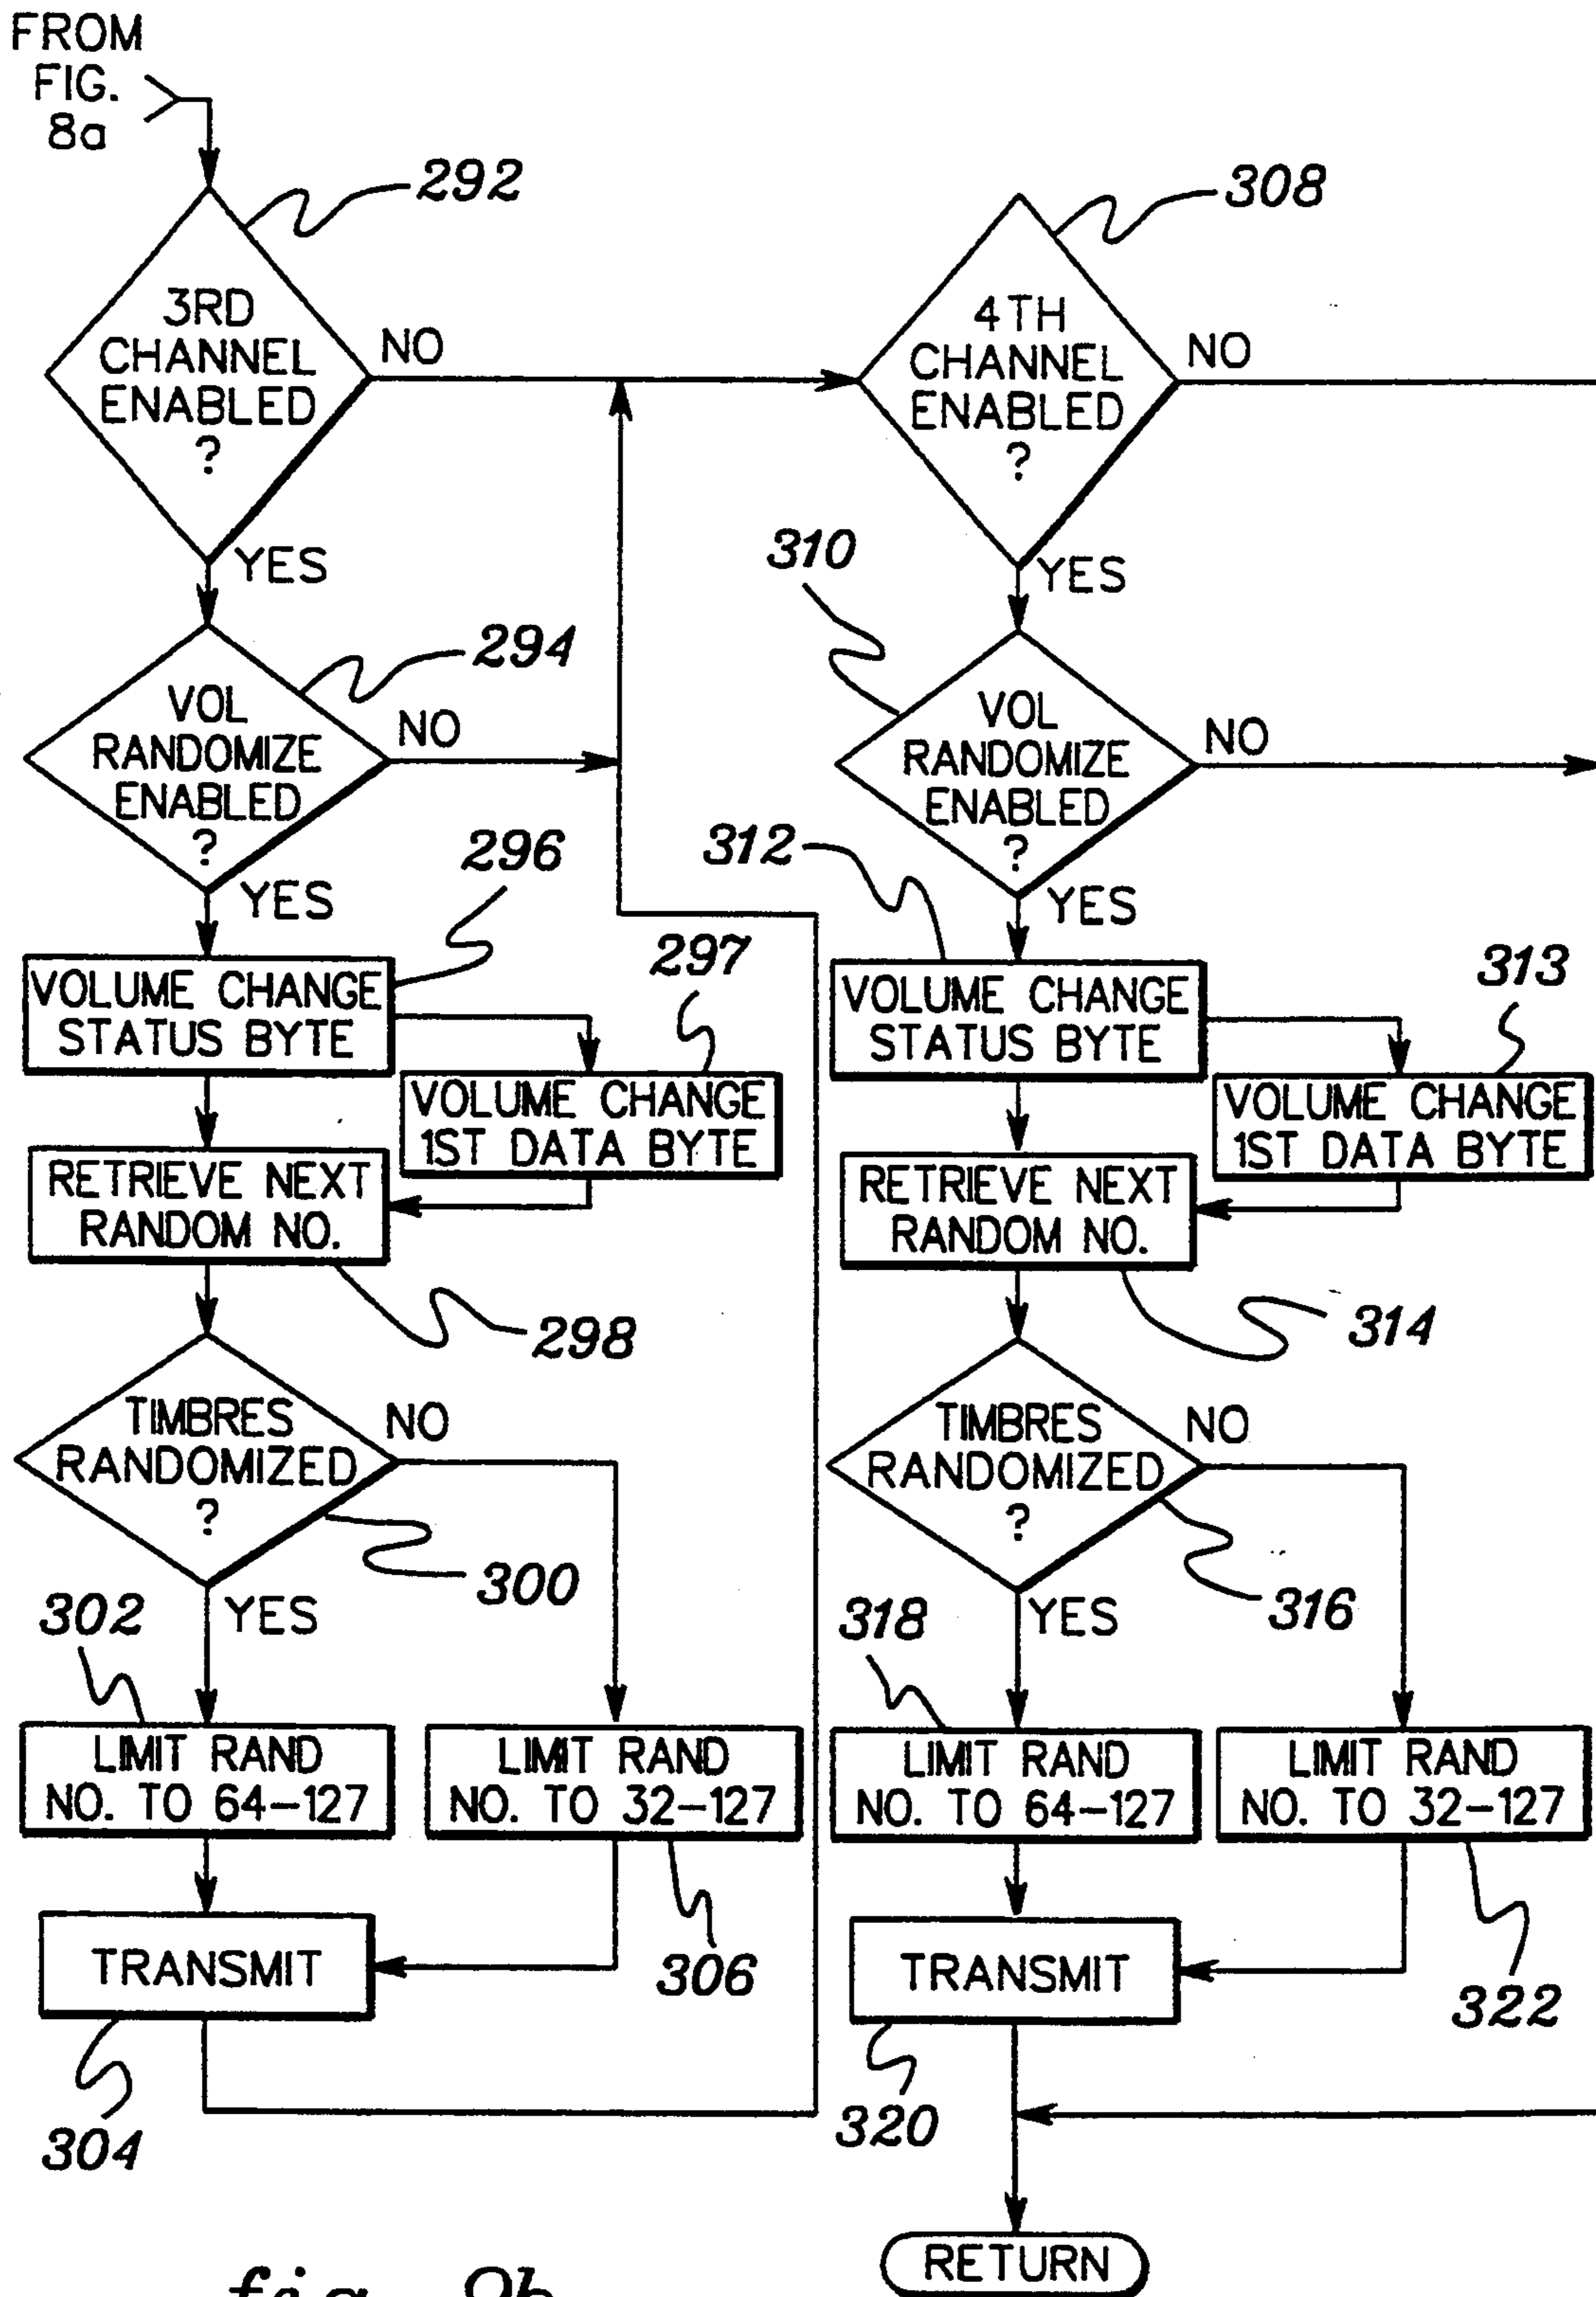 FROM
FIG.
8a
292
3RD
CHANNEL
ENABLED
?
NO
YES
294
VOL
RANDOMIZE
ENABLED
?
NO
YES
296
VOLUME CHANGE
STATUS BYTE
297
VOLUME CHANGE
1ST DATA BYTE
RETRIEVE NEXT
RANDOM NO.
298
TIMBRES
RANDOMIZED
?
NO
300
YES
302
LIMIT RAND
NO. TO 64-127
LIMIT RAND
NO. TO 32-127
306
TRANSMIT
304
308
4TH
CHANNEL
ENABLED
?
NO
YES
310
VOL
RANDOMIZE
ENABLED
?
NO
YES
312
VOLUME CHANGE
STATUS BYTE
313
VOLUME CHANGE
1ST DATA BYTE
RETRIEVE NEXT
RANDOM NO.
314
TIMBRES
RANDOMIZED
?
NO
316
YES
318
LIMIT RAND
NO. TO 64-127
LIMIT RAND
NO. TO 32-127
322
TRANSMIT
320
RETURN